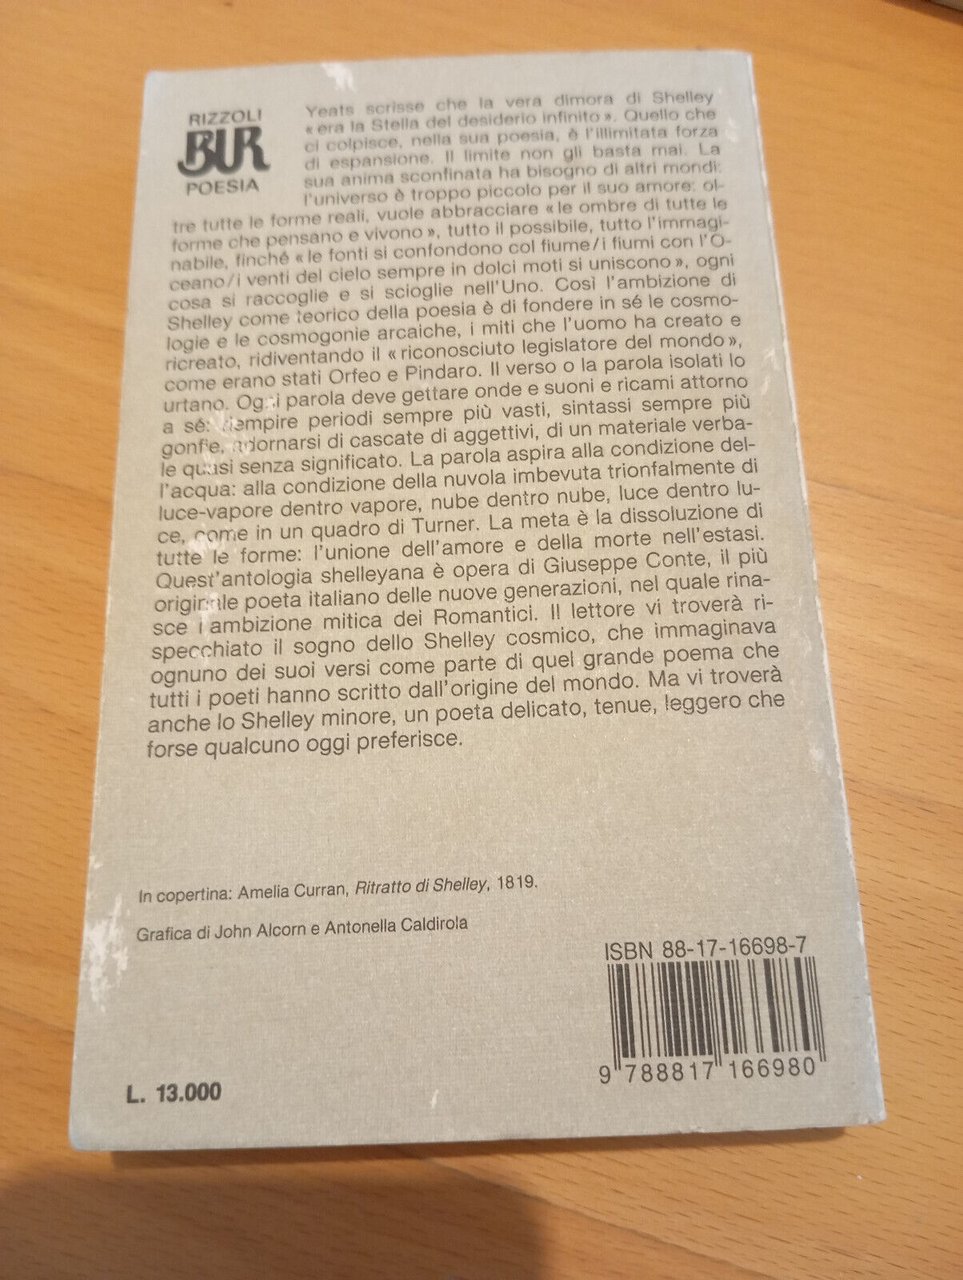 RIZZOLI
BUR
POESIA
Yeats scrisse che la vera dimora di Shelley
« era la Stella del desiderio infinito ». Quello che
ci colpisce, nella sua poesia, è l'illimitata forza
di espansione. Il limite non gli basta mai. La
sua anima sconfinata ha bisogno di altri mondi:
l'universo è troppo piccolo per il suo amore: ol-
tre tutte le forme reali, vuole abbracciare « le ombre di tutte le
forme che pensano e vivono », tutto il possibile, tutto l'immagi-
nabile, finché « le fonti si confondono col fiume/i fiumi con l'O-
ceano/i venti del cielo sempre in dolci moti si uniscono », ogni
cosa si raccoglie e si scioglie nell'Uno. Così l'ambizione di
Shelley come teorico della poesia è di fondere in sé le cosmo-
logie e le cosmogonie arcaiche, i miti che l'uomo ha creato e
ricreato, ridiventando il « riconosciuto legislatore del mondo »,
come erano stati Orfeo e Pindaro. Il verso o la parola isolati lo
urtano. Ogni parola deve gettare onde e suoni e ricami attorno
a sé: riempire periodi sempre più vasti, sintassi sempre più
gonfie, adornarsi di cascate di aggettivi, di un materiale verba-
le quasi senza significato. La parola aspira alla condizione del-
l'acqua: alla condizione della nuvola imbevuta trionfalmente di
luce-vapore dentro vapore, nube dentro nube, luce dentro lu-
ce, come in un quadro di Turner. La meta è la dissoluzione di
tutte le forme: l'unione dell'amore e della morte nell'estasi.
Quest'antologia shelleyana è opera di Giuseppe Conte, il più
originale poeta italiano delle nuove generazioni, nel quale rina-
sce l'ambizione mitica dei Romantici. Il lettore vi troverà ri-
specchiato il sogno dello Shelley cosmico, che immaginava
ognuno dei suoi versi come parte di quel grande poema che
tutti i poeti hanno scritto dall'origine del mondo. Ma vi troverà
anche lo Shelley minore, un poeta delicato, tenue, leggero che
forse qualcuno oggi preferisce.
In copertina: Amelia Curran, Ritratto di Shelley, 1819.
Grafica di John Alcorn e Antonella Caldirola
ISBN 88-17-16698-7
9 788817 166980
L. 13.000